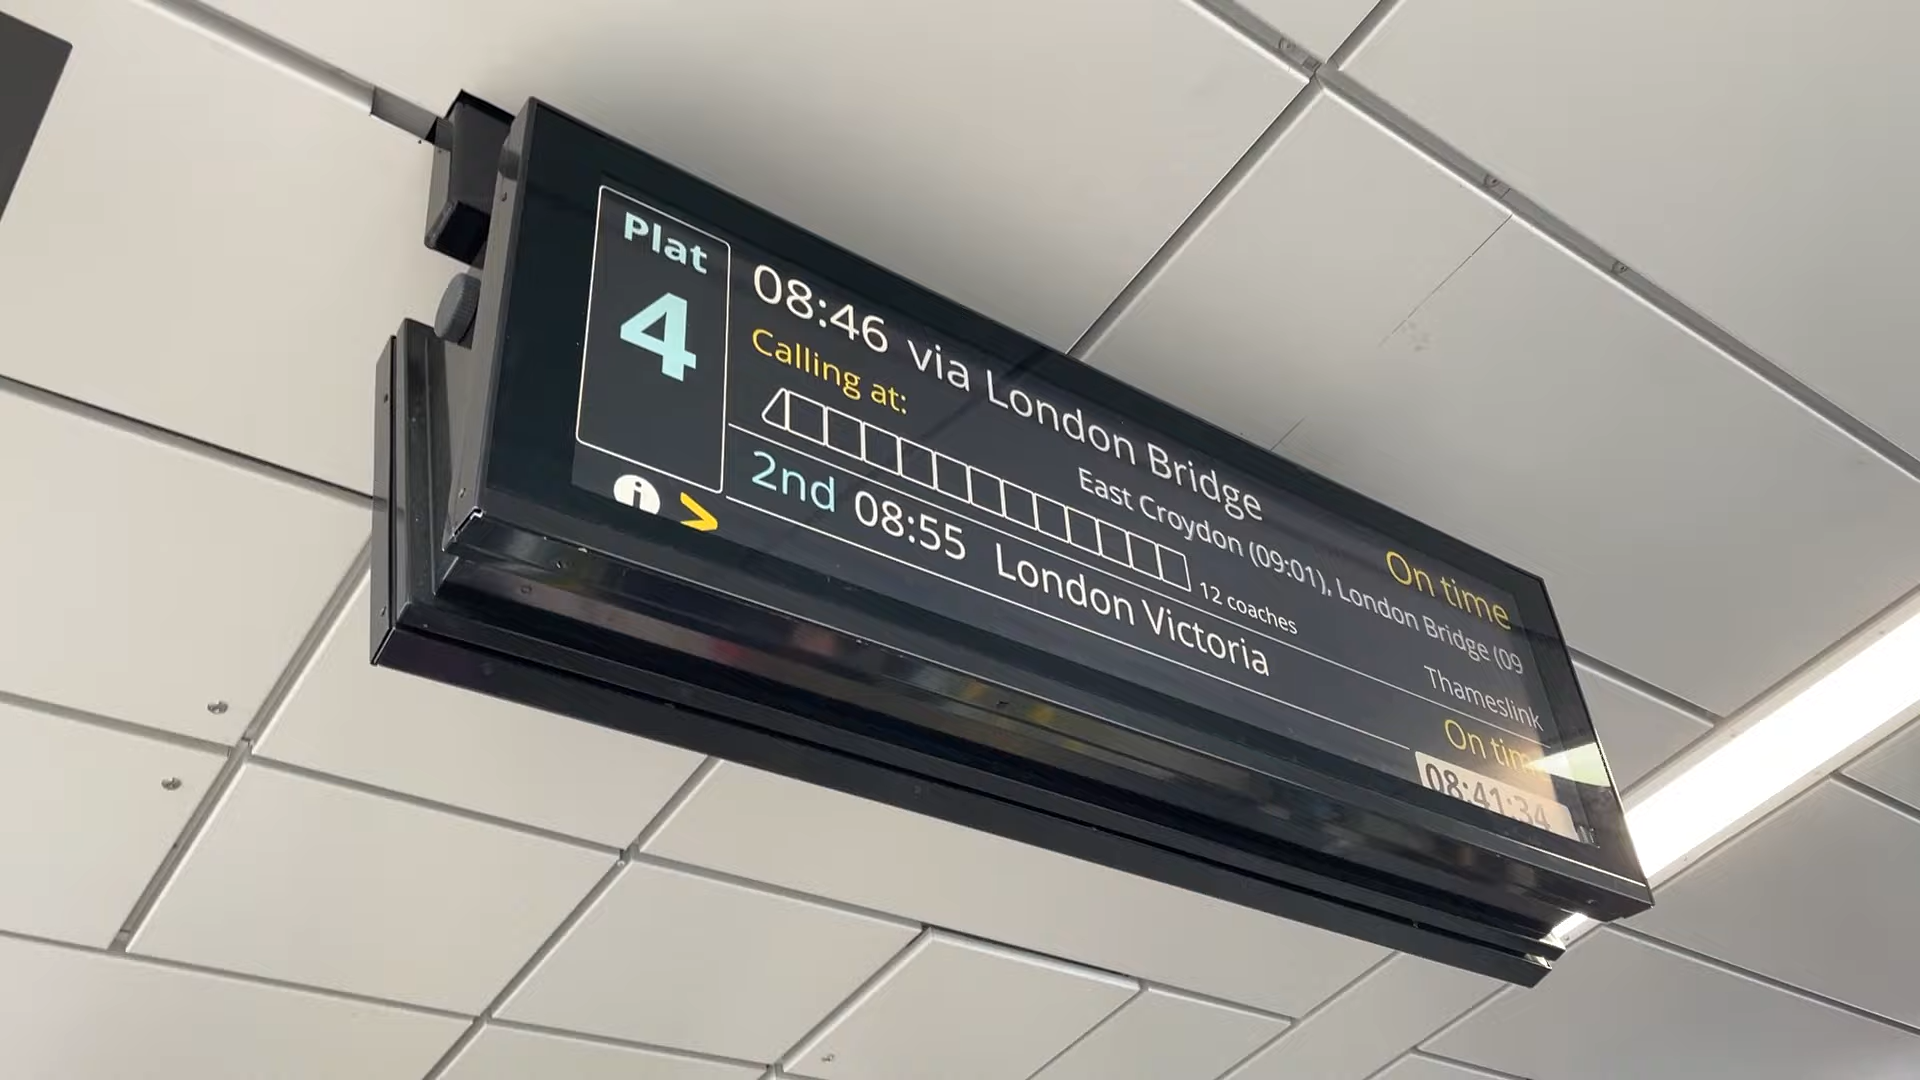 Plat
4
08:46 via London Bridge
On time
Calling at:
East Croydon (09:01), London Bridge (09
12 coaches
Thameslink
2nd 08:55 London Victoria
On time
i >
08:41:34